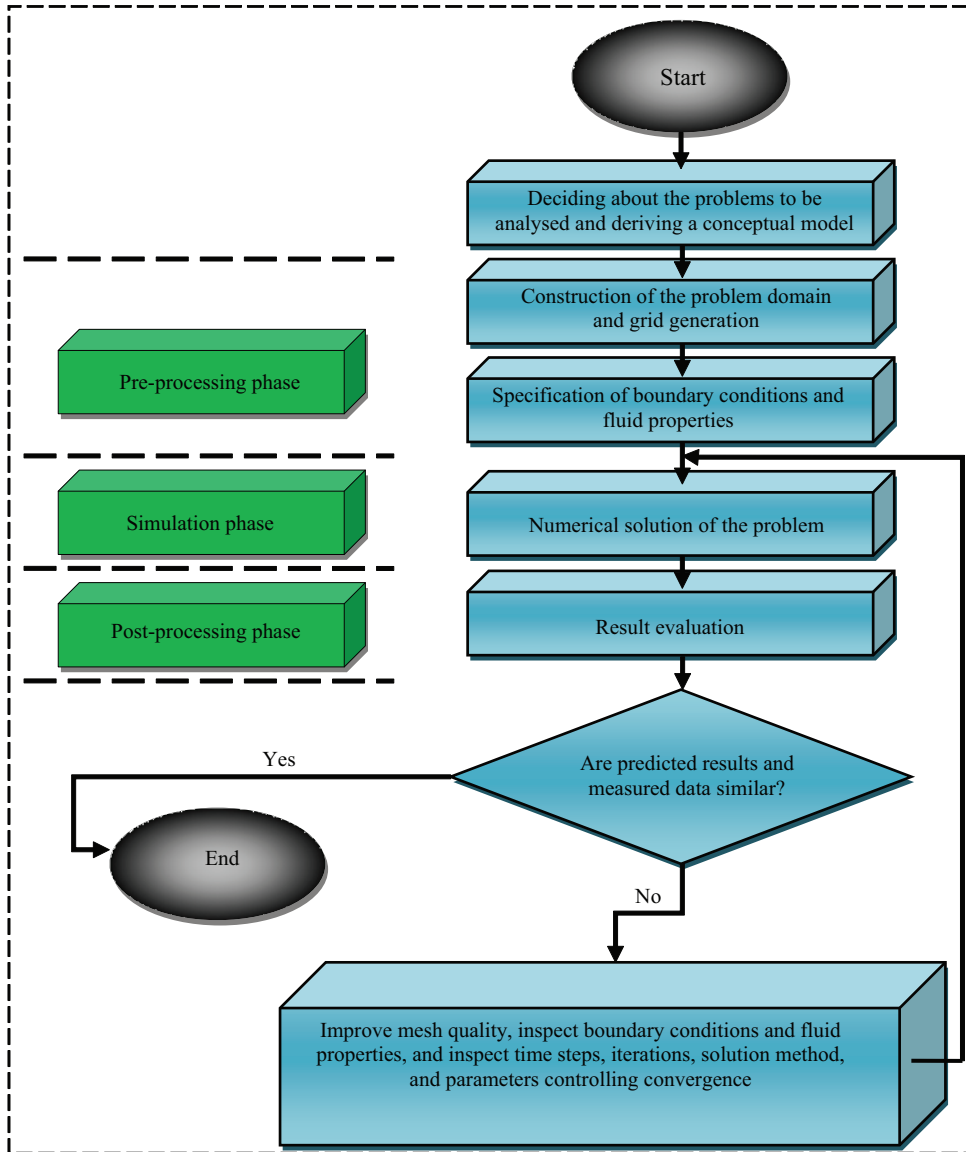 Start
Deciding about the problems to be
analysed and deriving a conceptual model
Construction of the problem domain
and grid generation
Pre-processing phase
Specification of boundary conditions and
fluid properties
Simulation phase
Numerical solution of the problem
Post-processing phase
Result evaluation
Yes
Are predicted results and
measured data similar?
End
No
Improve mesh quality, inspect boundary conditions and fluid
properties, and inspect time steps, iterations, solution method,
and parameters controlling convergence